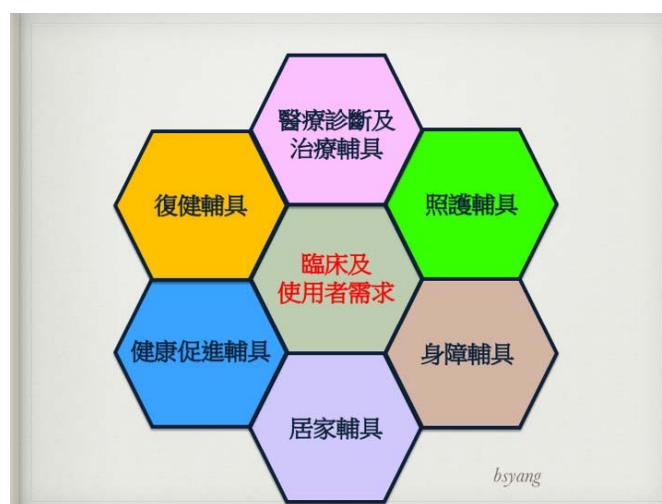 醫療診斷及
治療輔具
復健輔具
照護輔具
臨床及
使用者需求
健康促進輔具
身障輔具
居家輔具
bsyang